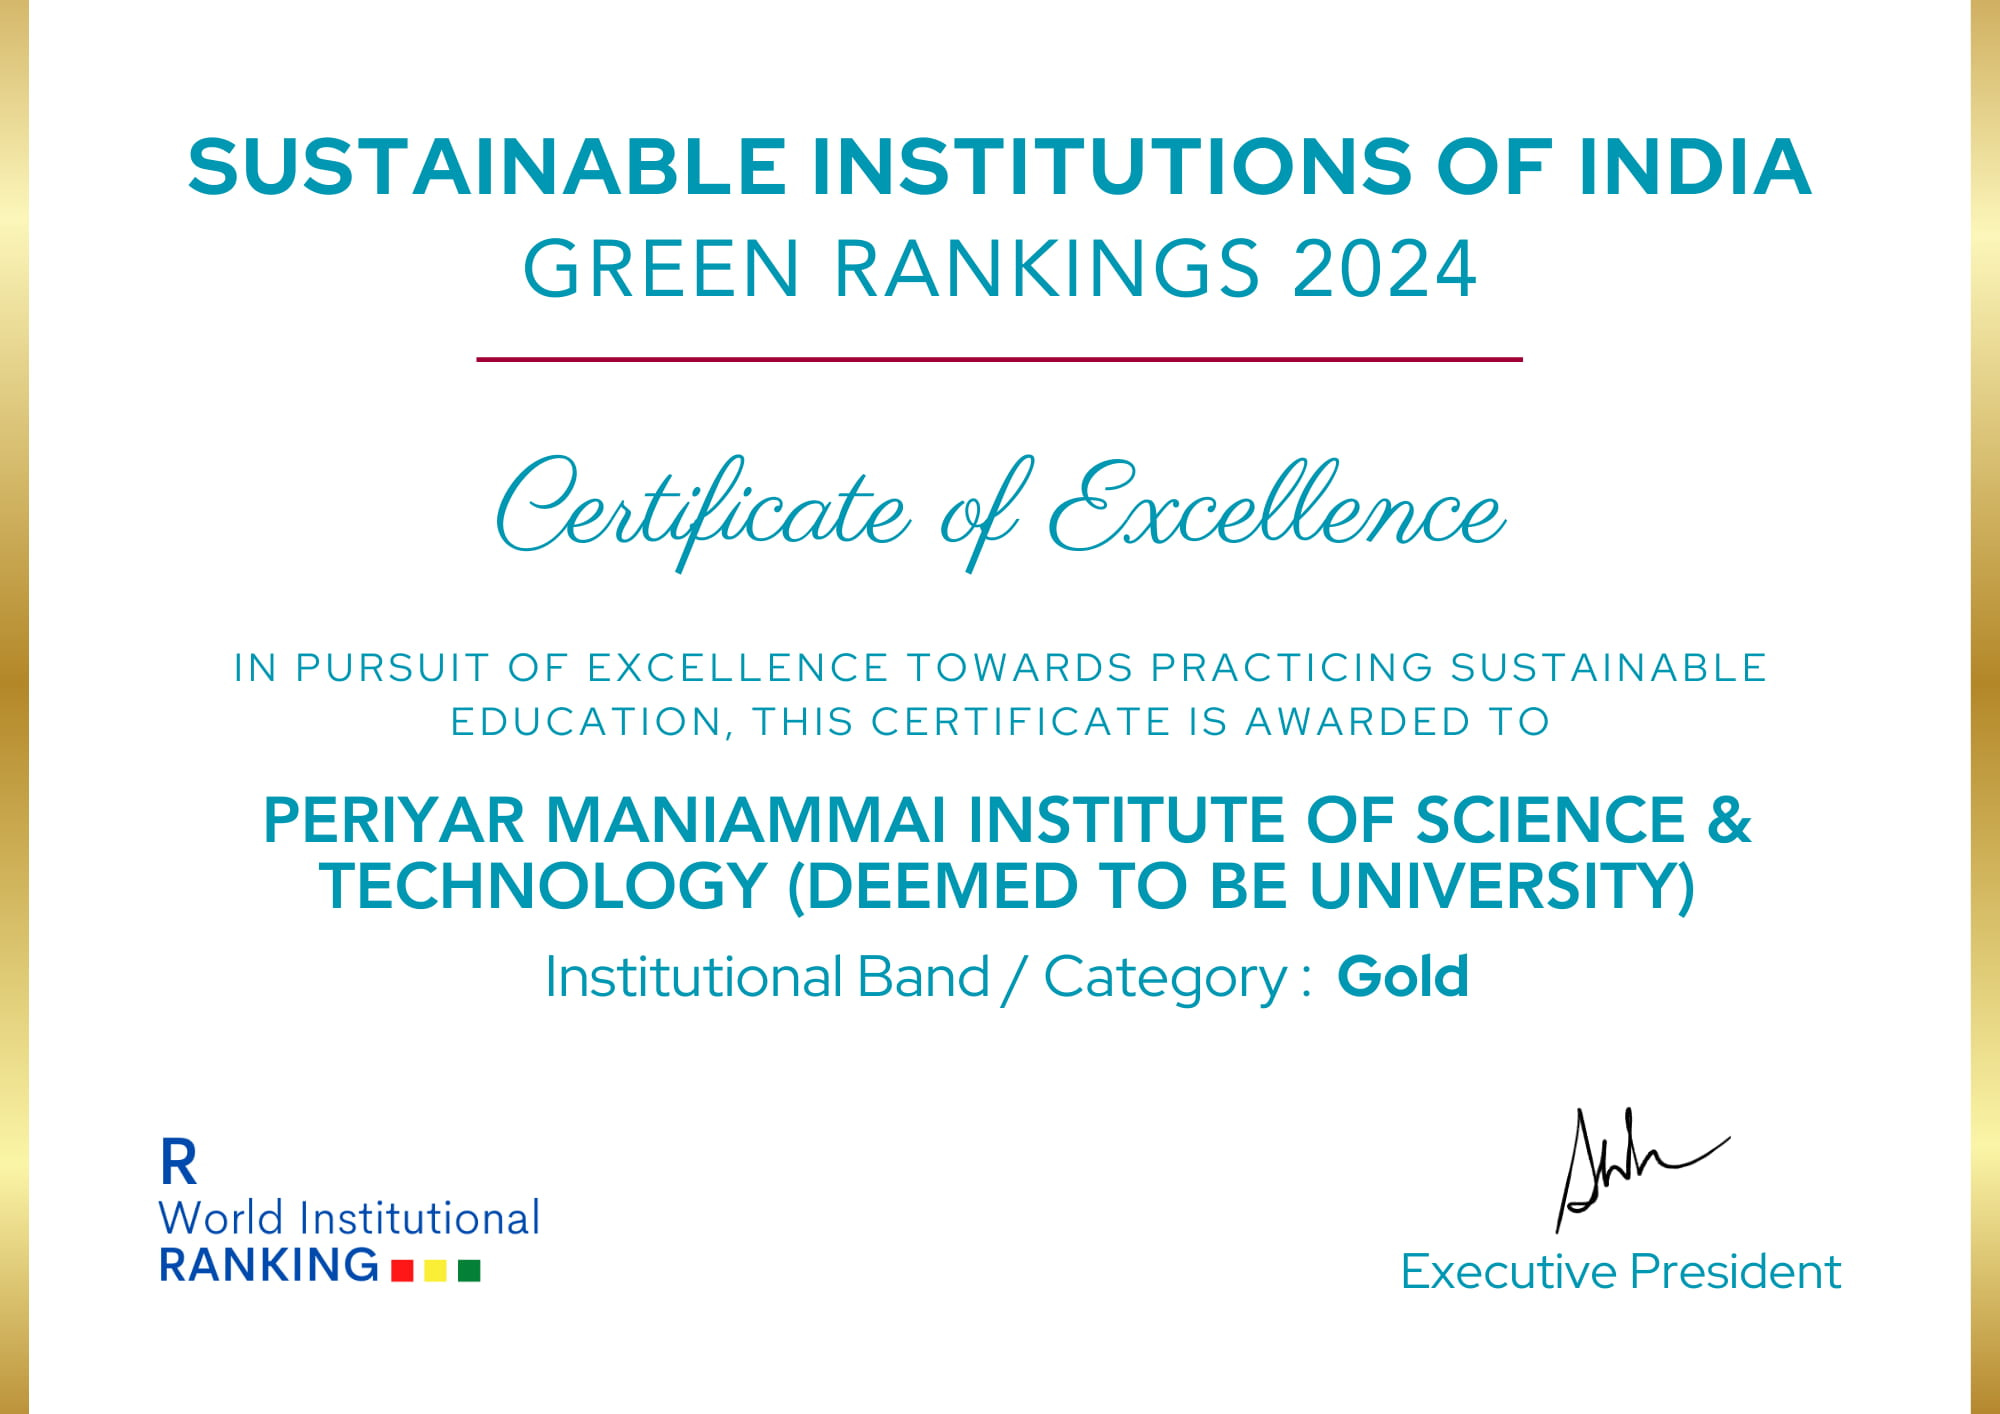 SUSTAINABLE INSTITUTIONS OF INDIA
GREEN RANKINGS 2024
Certificate of Excellence
IN PURSUIT OF EXCELLENCE TOWARDS PRACTICING SUSTAINABLE
EDUCATION, THIS CERTIFICATE IS AWARDED TO
PERIYAR MANIAMMAI INSTITUTE OF SCIENCE &
TECHNOLOGY (DEEMED TO BE UNIVERSITY)
Institutional Band / Category : Gold
R
World Institutional
RANKING
Executive President